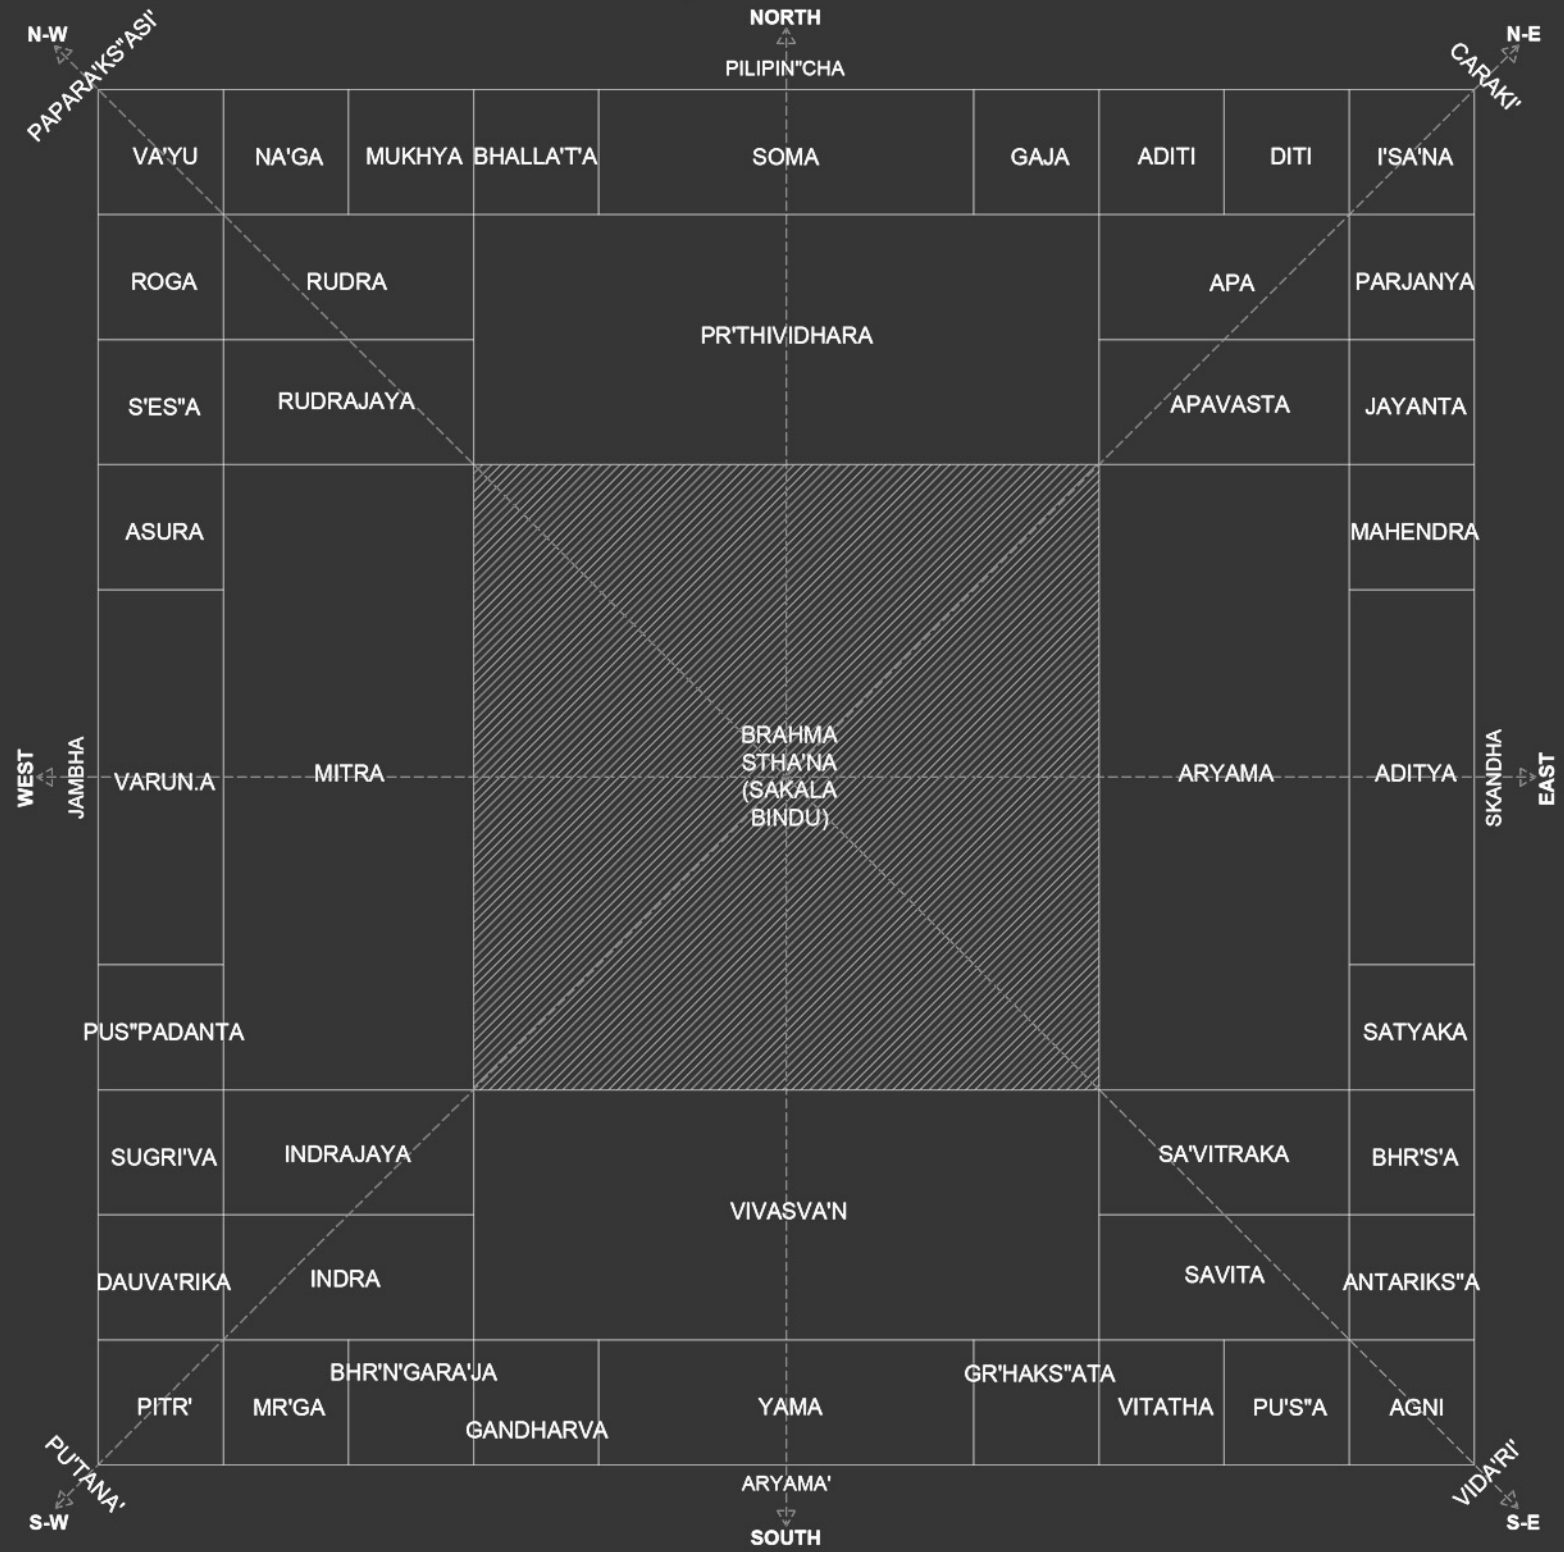 NORTH
N-W
N-E
PAPARA'KS"ASI'
PILIPIN"CHA
CARAKI'
VA'YU
NA'GA
MUKHYA
BHALLA'T'A
SOMA
GAJA
ADITI
DITI
I'SA'NA
ROGA
RUDRA
APA
PARJANYA
PR'THIVIDHARA
S'ES"A
RUDRAJAYA
APAVASTA
JAYANTA
ASURA
MAHENDRA
WEST
JAMBHA
VARUN.A
MITRA
BRAHMA
STHA'NA
(SAKALA
BINDU)
ARYAMA
ADITYA
SKANDHA
EAST
PUS"PADANTA
SATYAKA
SUGRI'VA
INDRAJAYA
SA'VITRAKA
BHR'S'A
VIVASVA'N
DAUVA'RIKA
INDRA
SAVITA
ANTARIKS"A
PITR'
MR'GA
BHR'N'GARA'JA
GANDHARVA
YAMA
GR'HAKS"ATA
VITATHA
PU'S"A
AGNI
PU'TANA'
ARYAMA'
VIDA'RI'
S-W
SOUTH
S-E